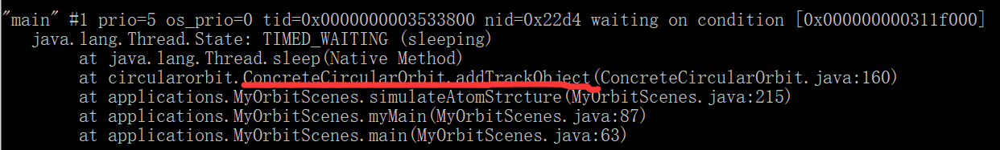 "main" #1 prio=5 os_prio=0 tid=0x0000000003533800 nid=0x22d4 waiting on condition [0x000000000311f000]
java.lang.Thread.State: TIMED_WAITING (sleeping)
at java.lang.Thread.sleep(Native Method)
at circularorbit.ConcreteCircularOrbit.addTrackObject(ConcreteCircularOrbit.java:160)
at applications.MyOrbitScenes.simulateAtomStrcture(MyOrbitScenes.java:215)
at applications.MyOrbitScenes.myMain(MyOrbitScenes.java:87)
at applications.MyOrbitScenes.main(MyOrbitScenes.java:63)